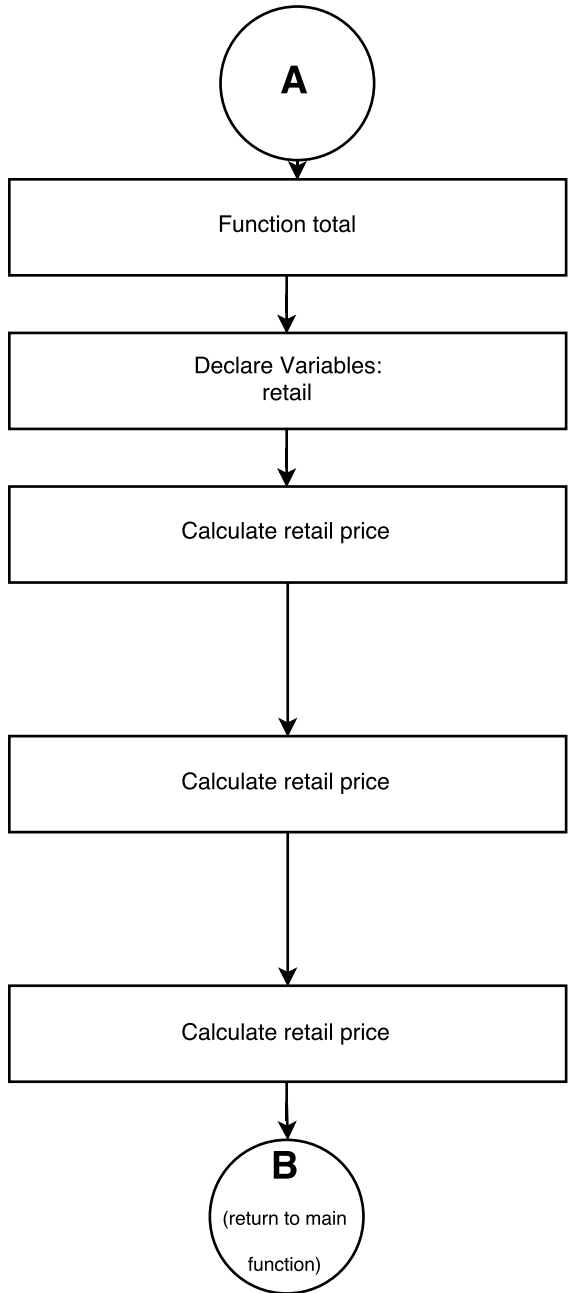 A
Function total
Declare Variables:
retail
Calculate retail price
Calculate retail price
Calculate retail price
B
(return to main
function)